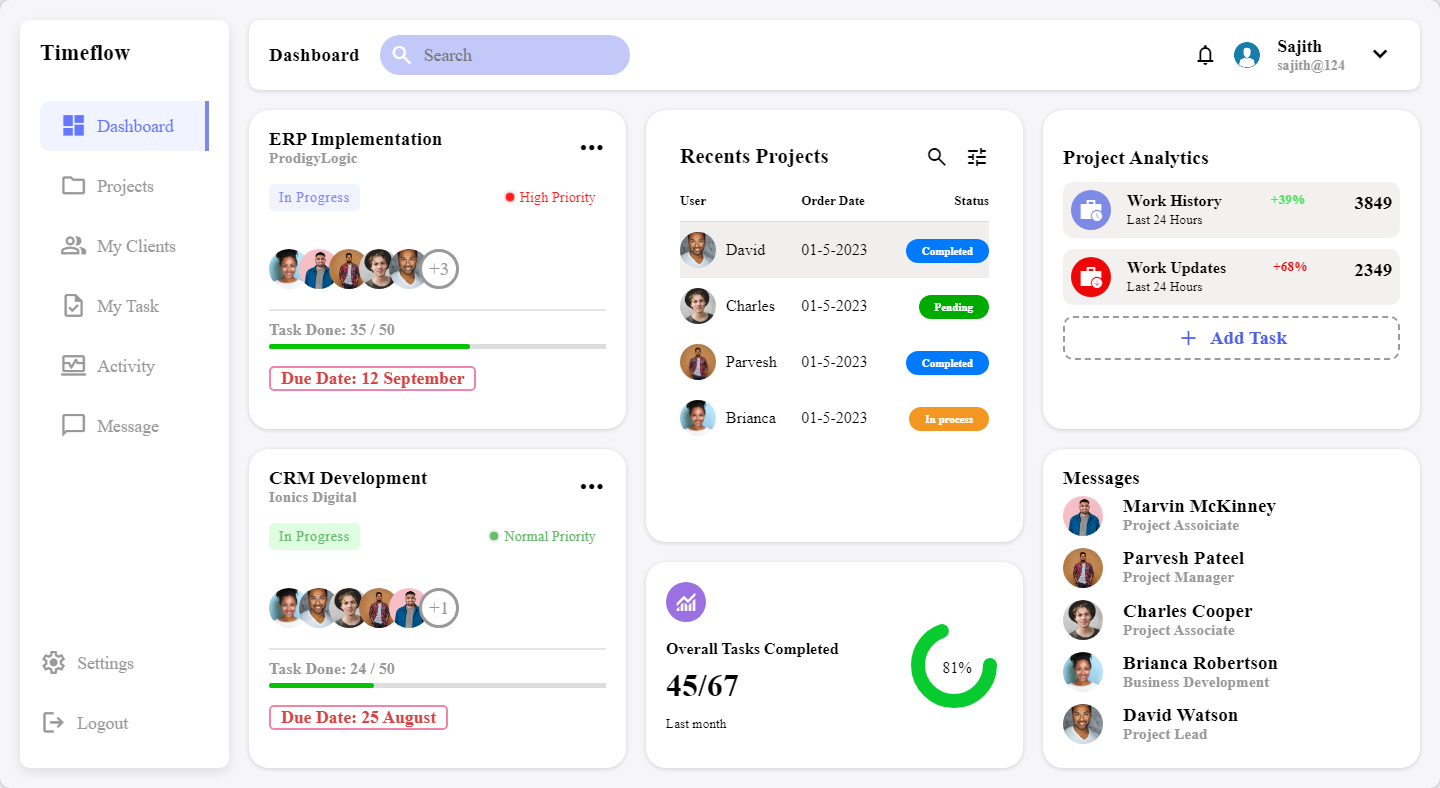 Timeflow
Dashboard
Projects
My Clients
My Task
Activity
Message
Settings
Logout
Dashboard
Search
Sajith
sajith@124
ERP Implementation
ProdigyLogic
In Progress
High Priority
+3
Task Done: 35 / 50
Due Date: 12 September
CRM Development
Ionics Digital
In Progress
Normal Priority
+1
Task Done: 24 / 50
Due Date: 25 August
Recents Projects
User Order Date Status
David 01-5-2023 Completed
Charles 01-5-2023 Pending
Parvesh 01-5-2023 Completed
Brianca 01-5-2023 In process
Overall Tasks Completed
45/67
Last month
81%
Project Analytics
Work History +39% 3849
Last 24 Hours
Work Updates +68% 2349
Last 24 Hours
+ Add Task
Messages
Marvin McKinney
Project Assoiciate
Parvesh Pateel
Project Manager
Charles Cooper
Project Associate
Brianca Robertson
Business Development
David Watson
Project Lead